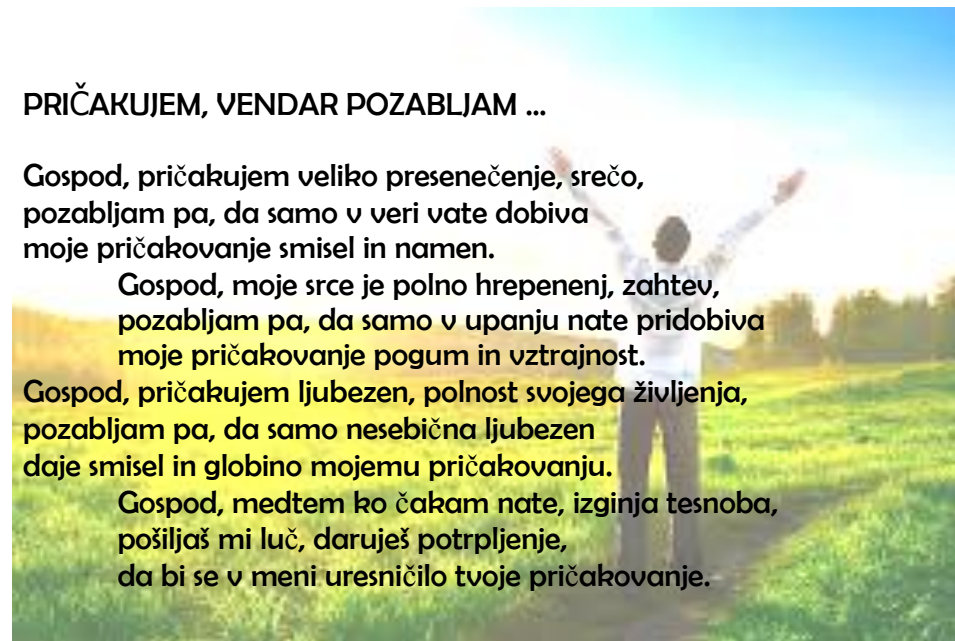 PRIČAKUJEM, VENDAR POZABLJAM ...
Gospod, pričakujem veliko presenečenje, srečo,
pozabljam pa, da samo v veri vate dobiva
moje pričakovanje smisel in namen.
Gospod, moje srce je polno hrepenenj, zahtev,
pozabljam pa, da samo v upanju nate pridobiva
moje pričakovanje pogum in vztrajnost.
Gospod, pričakujem ljubezen, polnost svojega življenja,
pozabljam pa, da samo nesebična ljubezen
daje smisel in globino mojemu pričakovanju.
Gospod, medtem ko čakam nate, izginja tesnoba,
pošiljaš mi luč, daruješ potrpljenje,
da bi se v meni uresničilo tvoje pričakovanje.